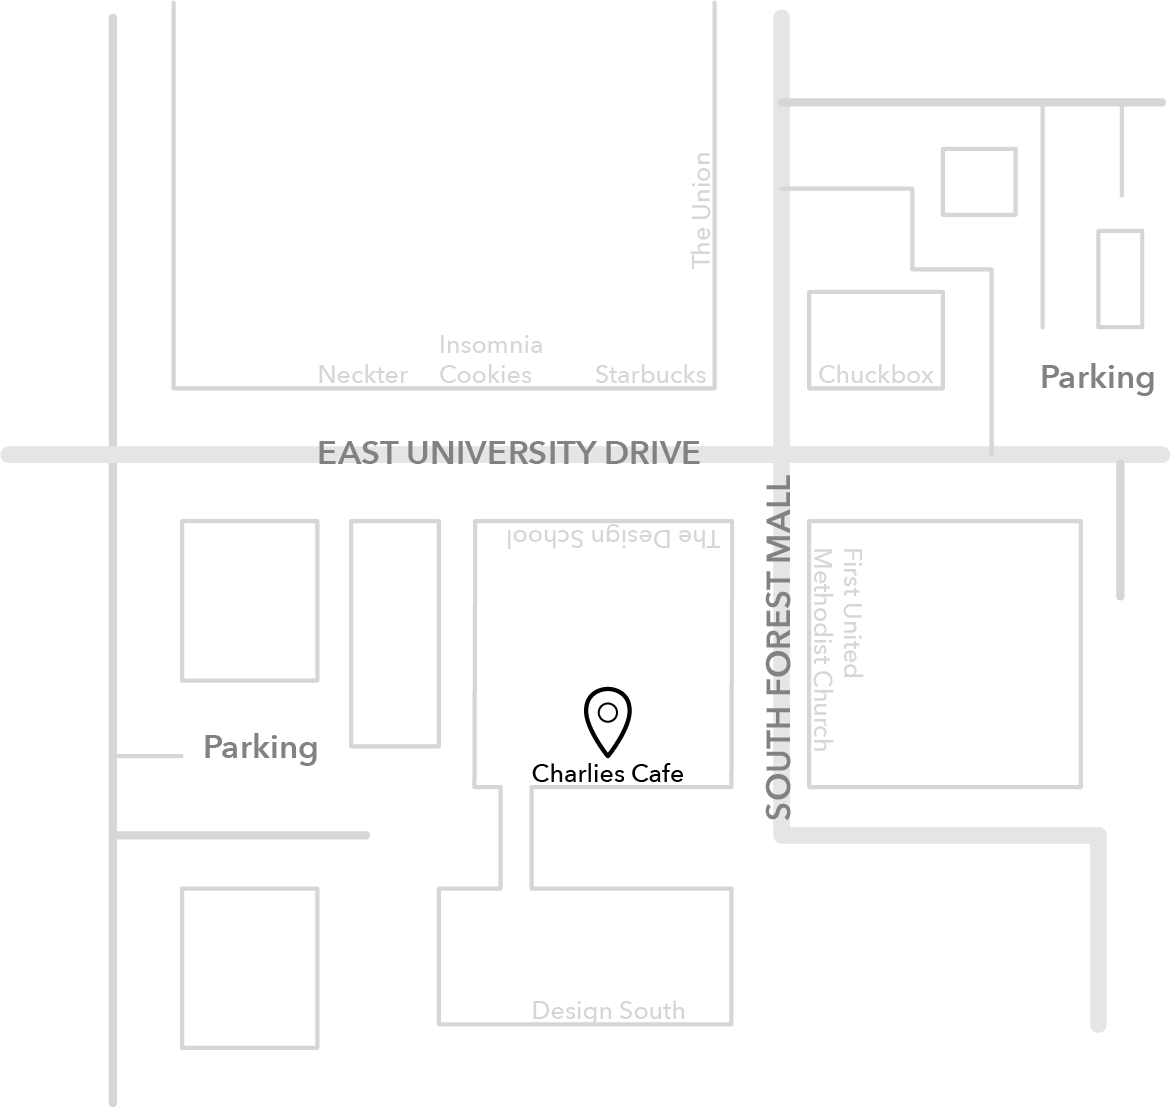 The Union
Insomnia
Neckter
Cookies
Starbucks
Chuckbox
Parking
EAST UNIVERSITY DRIVE
The Design School
SOUTH FOREST MALL
First United
Methodist Church
Parking
Charlies Cafe
Design South